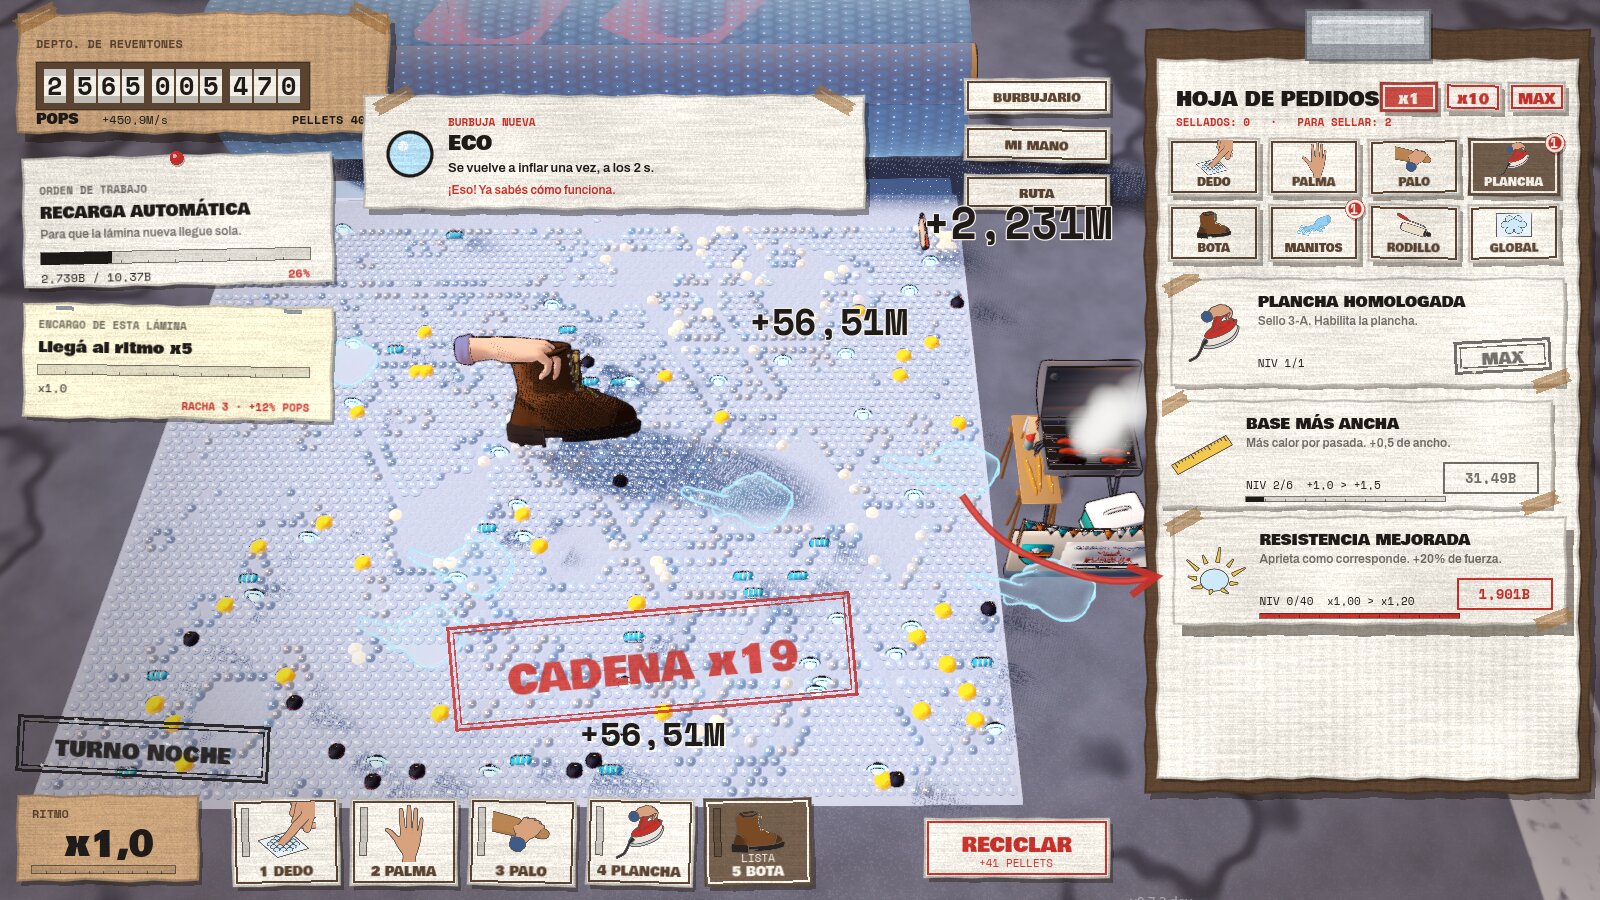 DEPTO. DE REVENTONES
2 565 005 470
POPS +450,9M/s PELLETS 40
ORDEN DE TRABAJO
RECARGA AUTOMÁTICA
Para que la lámina nueva llegue sola.
2,739B / 10,37B 26%
ENCARGO DE ESTA LÁMINA
Llegá al ritmo x5
x1,0
RACHA 3 · +12% POPS
BURBUJA NUEVA
ECO
Se vuelve a inflar una vez, a los 2 s.
¡Eso! Ya sabés cómo funciona.
BURBUJARIO
MI MANO
RUTA
+2,231M
+56,51M
CADENA x19
+56,51M
TURNO NOCHE
RITMO
x1,0
1 DEDO
2 PALMA
3 PALO
4 PLANCHA
LISTA
5 BOTA
RECICLAR
+41 PELLETS
HOJA DE PEDIDOS
x1 x10 MAX
SELLADOS: 0 · PARA SELLAR: 2
DEDO PALMA PALO PLANCHA 1
BOTA MANITOS 1 RODILLO GLOBAL
PLANCHA HOMOLOGADA
Sello 3-A. Habilita la plancha.
NIV 1/1
MAX
BASE MÁS ANCHA
Más calor por pasada. +0,5 de ancho.
NIV 2/6 +1,0 > +1,5
31,49B
RESISTENCIA MEJORADA
Aprieta como corresponde. +20% de fuerza.
NIV 0/40 x1,00 > x1,20
1,901B